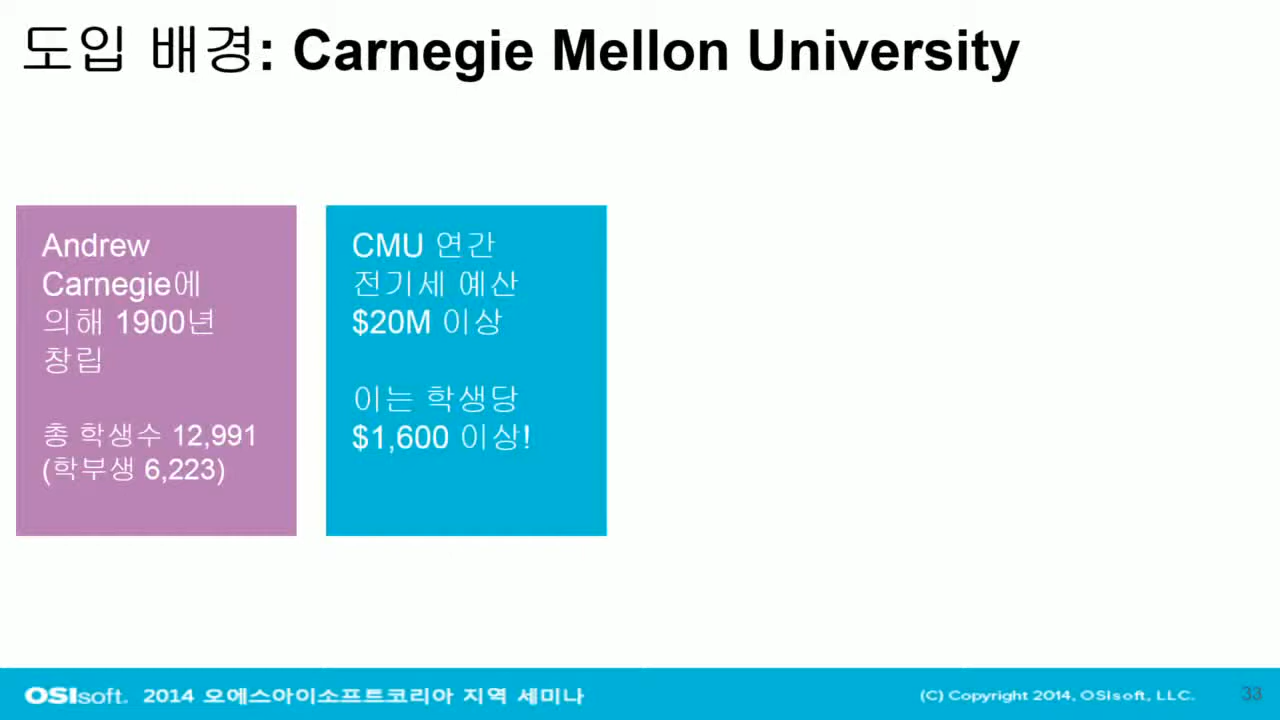 도입 배경: Carnegie Mellon University
Andrew
Carnegie에
의해 1900년
창립
총 학생수 12,991
(학부생 6,223)
CMU 연간
전기세 예산
$20M 이상
이는 학생당
$1,600 이상!
OSIsoft. 2014 오에스아이소프트코리아 지역 세미나
(C) Copyright 2014, OSIsoft, LLC.
33